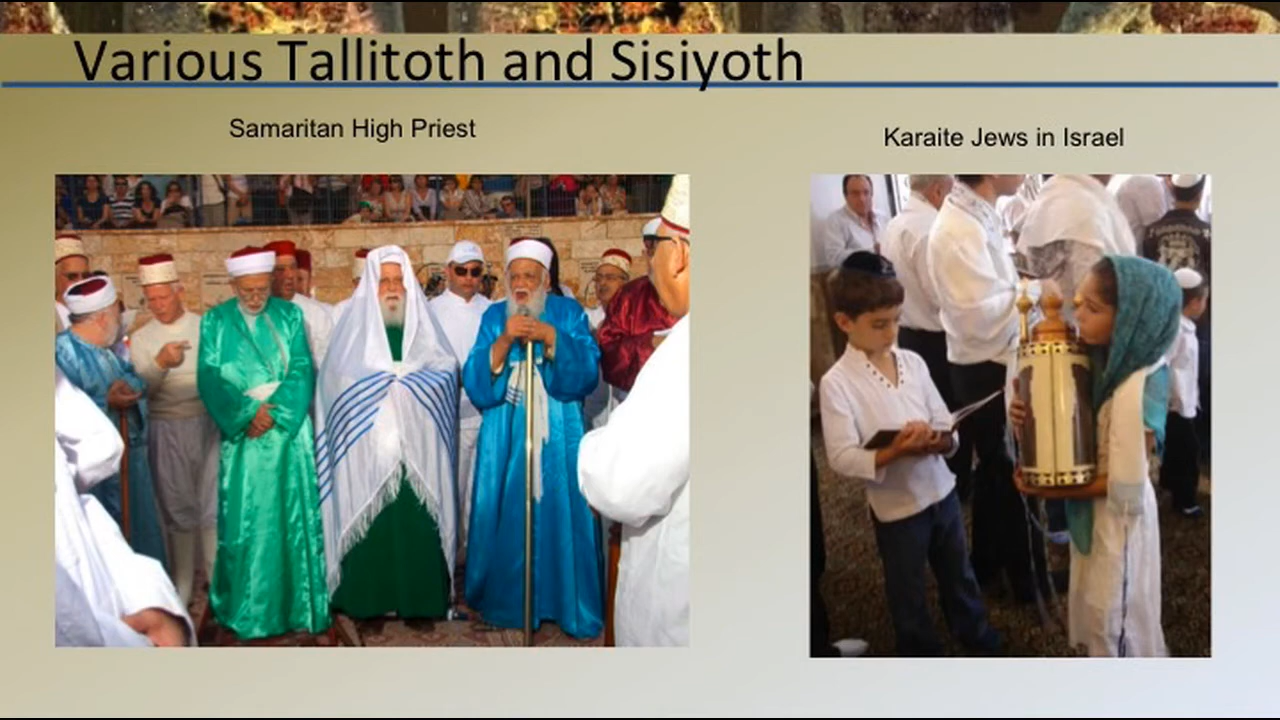 Various Tallitoth and Sisiyoth
Samaritan High Priest
Karaite Jews in Israel